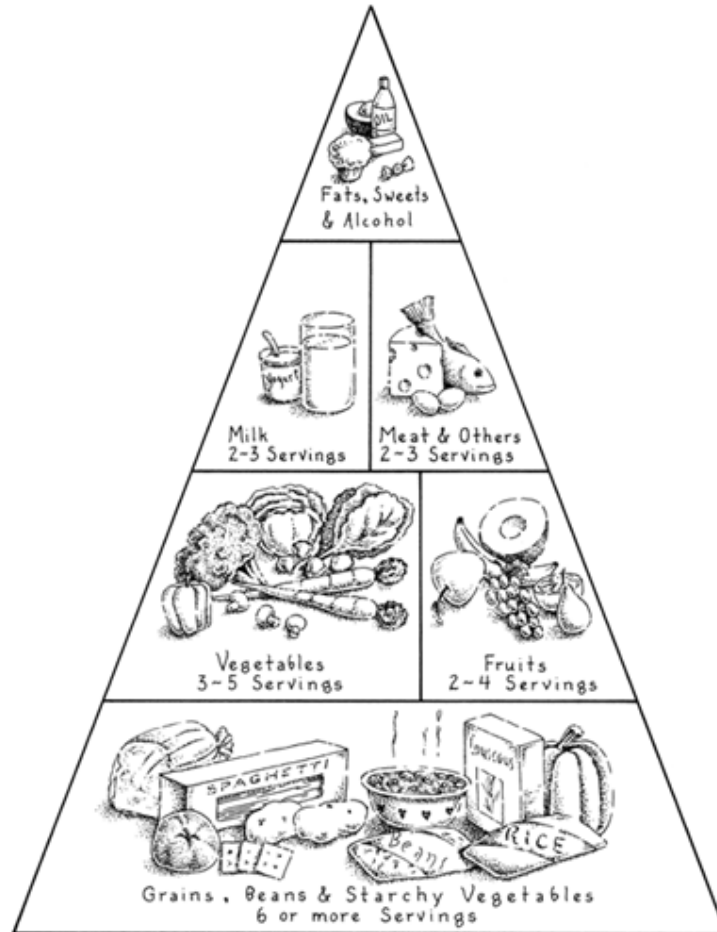 OIL
Fats, Sweets
& Alcohol
Yogurt
Milk
2~3 Servings
Meat & Others
2~3 Servings
Vegetables
3~5 Servings
Fruits
2~4 Servings
SPAGHETTI
Couscous
Beans
RICE
Grains, Beans & Starchy Vegetables
6 or more Servings